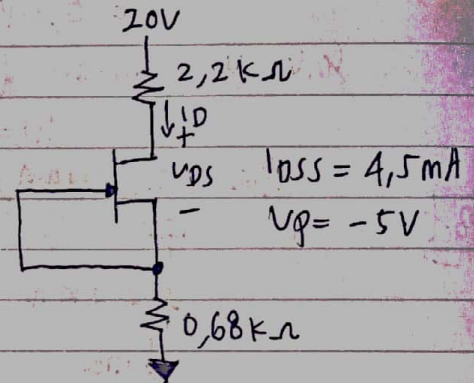 20V
2,2KΩ
iD
+
VDS
-
IDSS = 4,5mA
VP = -5V
0,68KΩ